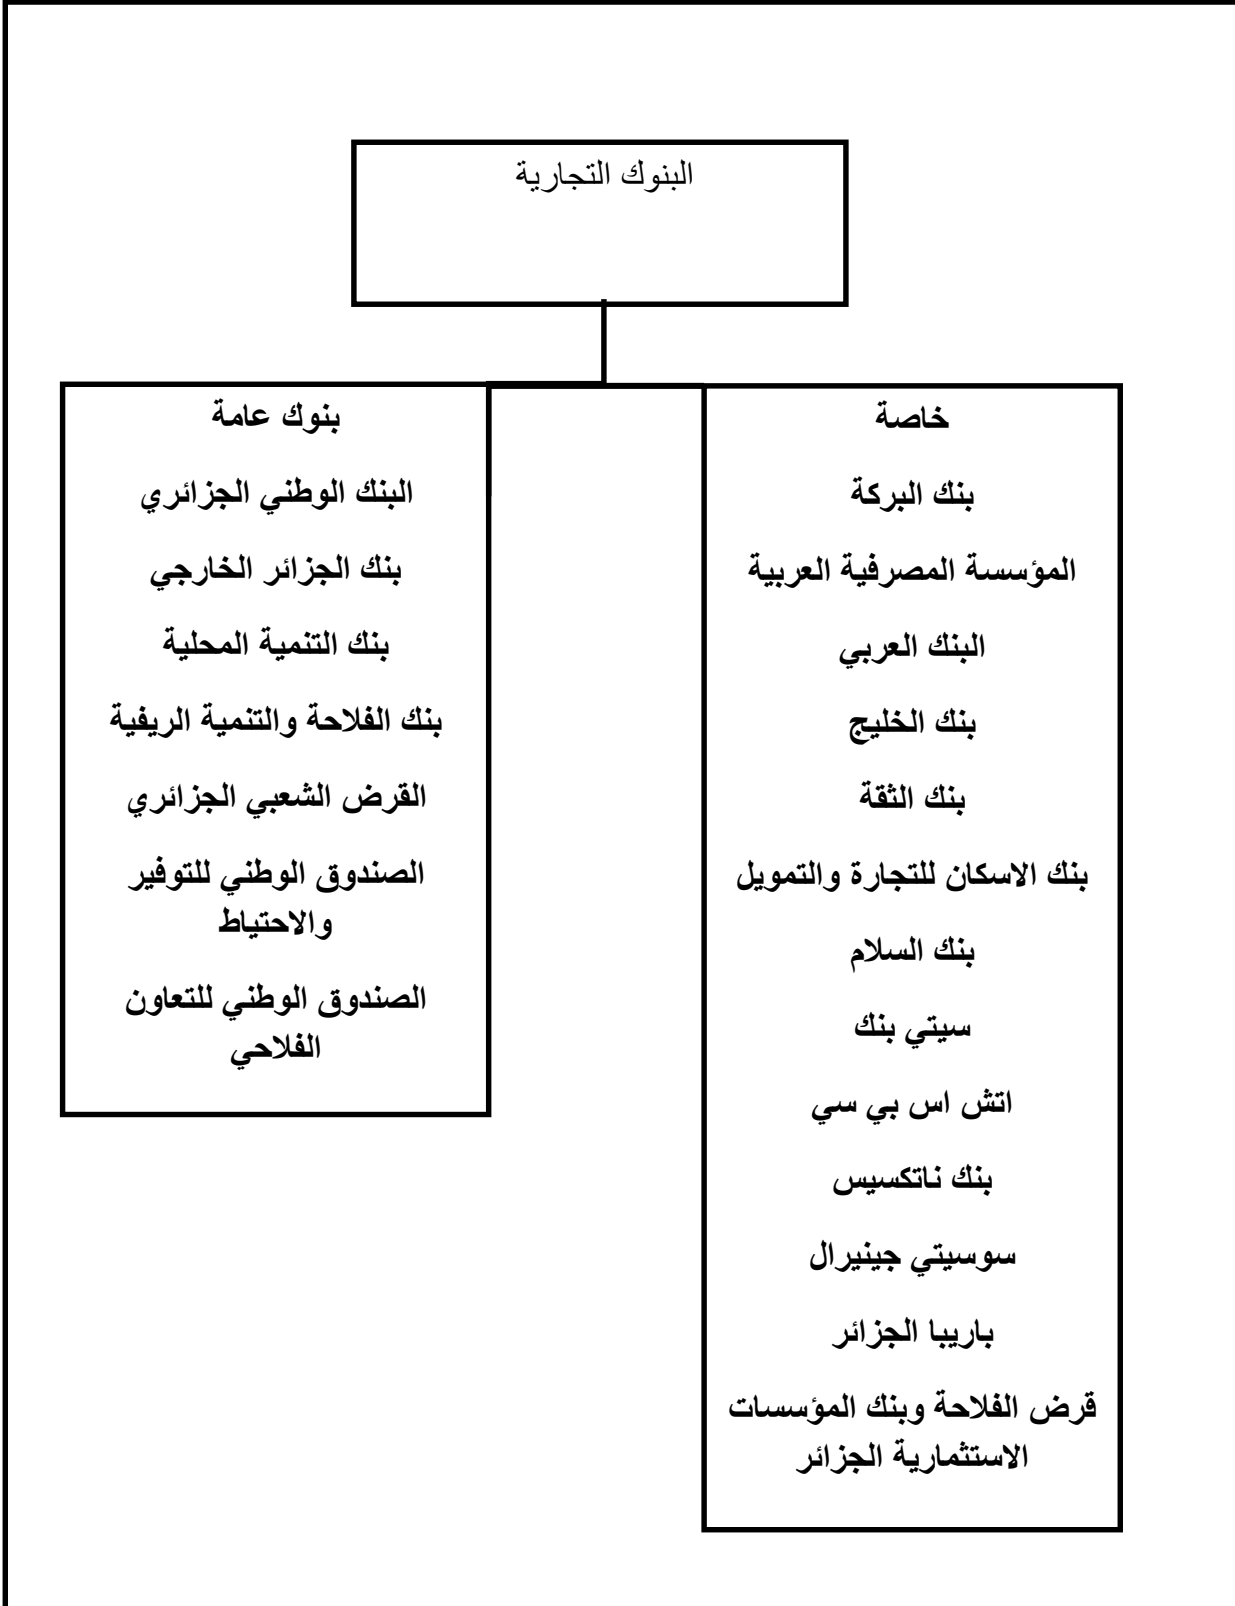 البنوك التجارية
خاصة
بنك البركة
المؤسسة المصرفية العربية
البنك العربي
بنك الخليج
بنك الثقة
بنك الاسكان للتجارة والتمويل
بنك السلام
سيتي بنك
اتش اس بي سي
بنك ناتكسيس
سوسيتي جينيرال
باريبا الجزائر
قرض الفلاحة وبنك المؤسسات
الاستثمارية الجزائر
بنوك عامة
البنك الوطني الجزائري
بنك الجزائر الخارجي
بنك التنمية المحلية
بنك الفلاحة والتنمية الريفية
القرض الشعبي الجزائري
الصندوق الوطني للتوفير
والاحتياط
الصندوق الوطني للتعاون
الفلاحي